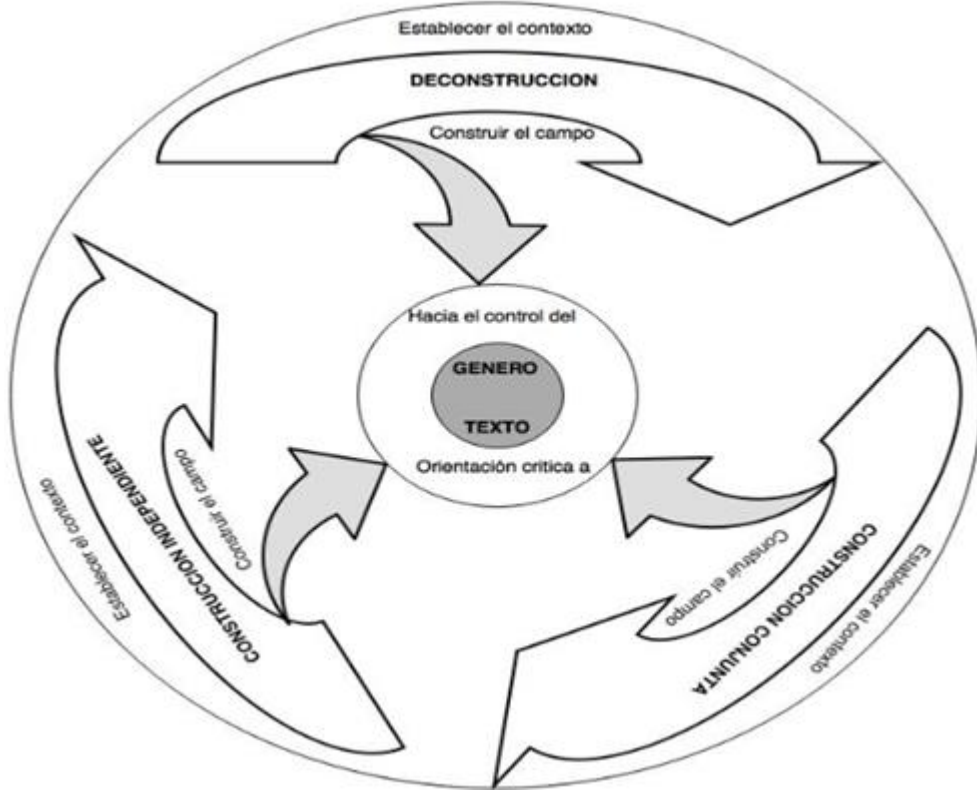 Establecer el contexto
DECONSTRUCCION
Construir el campo
Hacia el control del
GENERO
TEXTO
Orientación critica a
Construir el campo
CONSTRUCCION CONJUNTA
Establecer el contexto
Construir el campo
CONSTRUCCION INDEPENDIENTE
Establecer el contexto